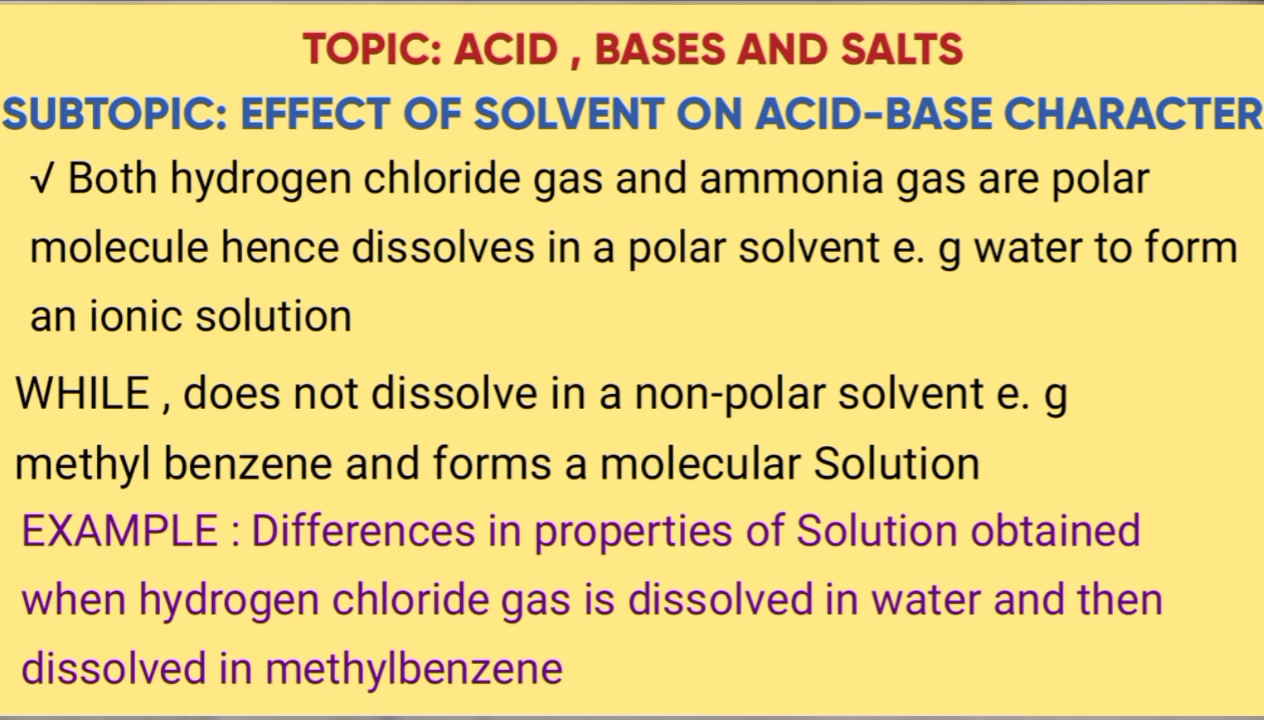 TOPIC: ACID , BASES AND SALTS
SUBTOPIC: EFFECT OF SOLVENT ON ACID-BASE CHARACTER
√ Both hydrogen chloride gas and ammonia gas are polar
molecule hence dissolves in a polar solvent e. g water to form
an ionic solution
WHILE , does not dissolve in a non-polar solvent e. g
methyl benzene and forms a molecular Solution
EXAMPLE : Differences in properties of Solution obtained
when hydrogen chloride gas is dissolved in water and then
dissolved in methylbenzene